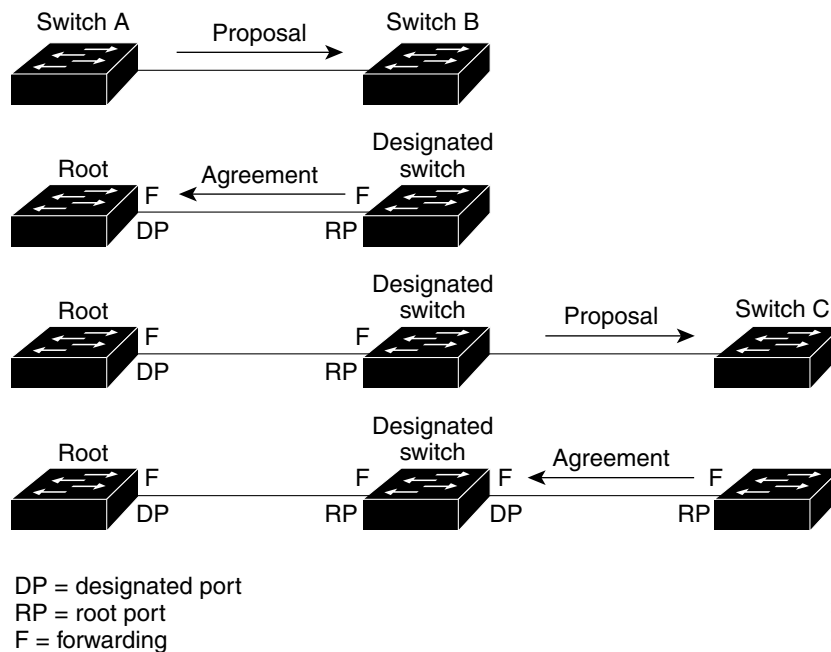 Switch A
Proposal
Switch B
Root
Designated
switch
F
Agreement
F
DP
RP
Root
Designated
switch
Proposal
Switch C
F
F
DP
RP
Root
Designated
switch
F
F
F
Agreement
F
DP
RP
DP
RP
DP = designated port
RP = root port
F = forwarding